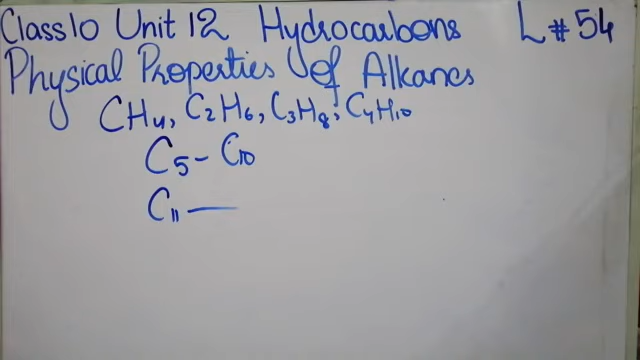 Class10 Unit 12 Hydrocarbons L # 54
Physical Properties of Alkanes
CH₄, C₂H₆, C₃H₈, C₄H₁₀
C₅ - C₁₀
C₁₁ —